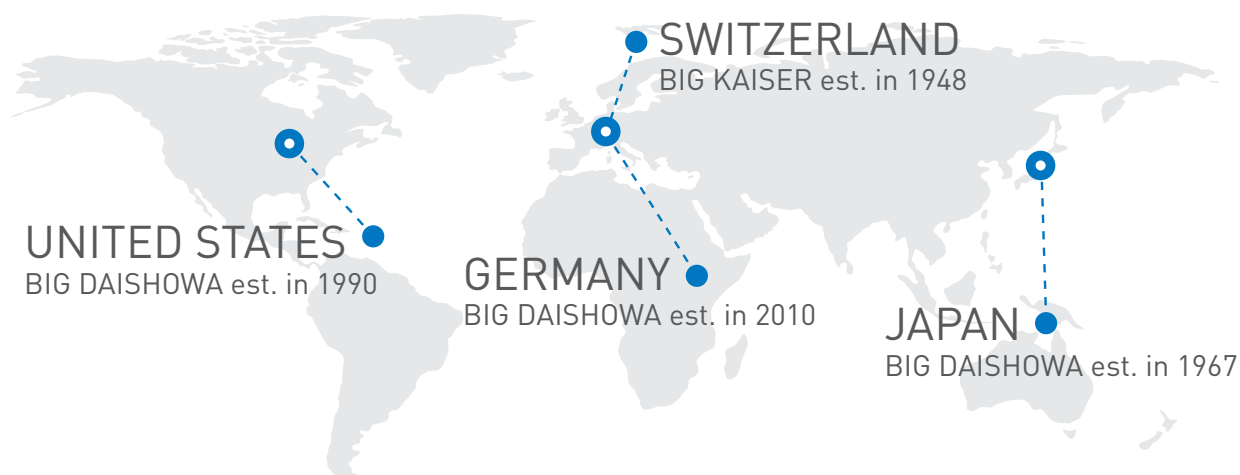 SWITZERLAND
BIG KAISER est. in 1948
UNITED STATES
BIG DAISHOWA est. in 1990
GERMANY
BIG DAISHOWA est. in 2010
JAPAN
BIG DAISHOWA est. in 1967